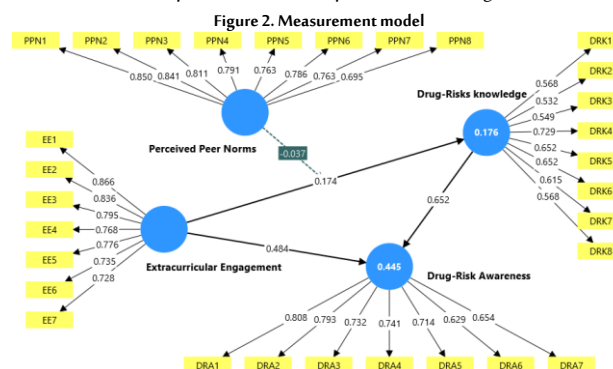 Figure 2. Measurement model
PPN1 PPN2 PPN3 PPN4 PPN5 PPN6 PPN7 PPN8
0.850 0.841 0.811 0.791 0.763 0.786 0.763 0.695
Perceived Peer Norms
Drug-Risks knowledge
0.176
DRK1
DRK2
DRK3
DRK4
DRK5
DRK6
DRK7
DRK8
0.568
0.532
0.549
0.729
0.652
0.652
0.615
0.568
-0.037
0.174
EE1
EE2
EE3
EE4
EE5
EE6
EE7
0.866
0.836
0.795
0.768
0.776
0.735
0.728
Extracurricular Engagement
0.484
0.652
0.445
Drug-Risk Awareness
0.808 0.793 0.732 0.741 0.714 0.629 0.654
DRA1 DRA2 DRA3 DRA4 DRA5 DRA6 DRA7